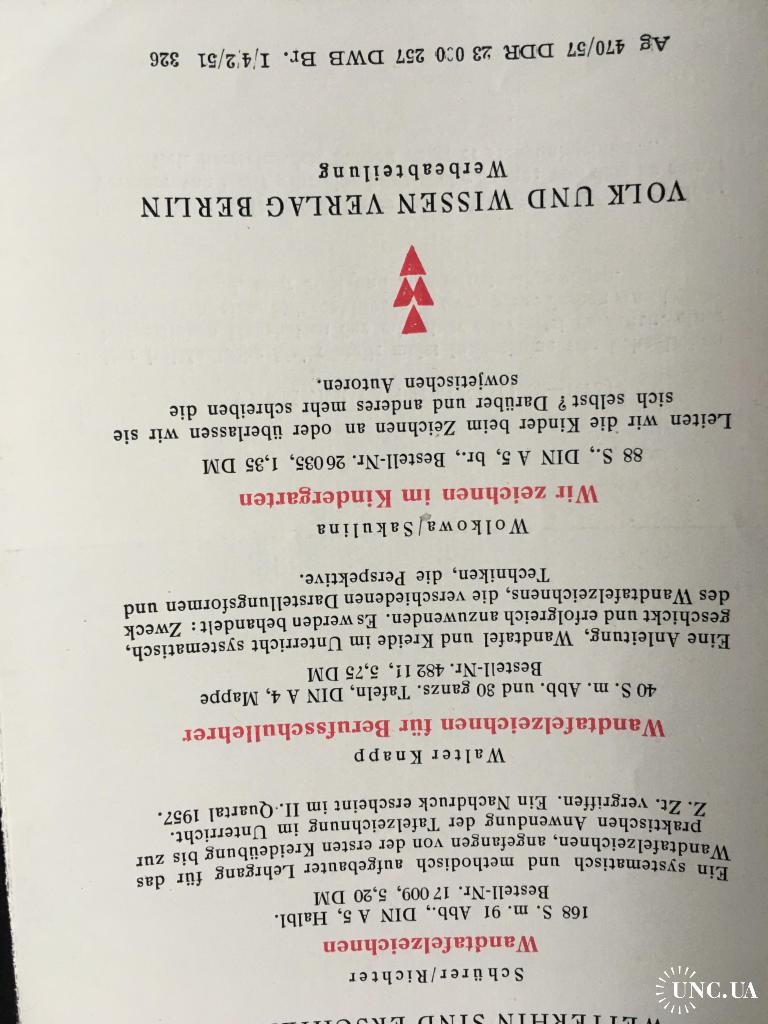 WEITERHIN SIND
Schürer/Richter
Wandtafelzeichnen
168 S. m. 91 Abb., DIN A 5, Halbl.
Bestell-Nr. 17 009, 5,20 DM
Ein systematisch und methodisch aufgebauter Lehrgang für das
Wandtafelzeichnen, angefangen von der ersten Kreideübung bis zur
praktischen Anwendung der Tafelzeichnung im Unterricht.
Z. Zt. vergriffen. Ein Nachdruck erscheint im II. Quartal 1957.
Walter Knapp
Wandtafelzeichnen für Berufsschullehrer
40 S. m. Abb. und 30 ganzs. Tafeln, DIN A 4, Mappe
Bestell-Nr. 482 11, 5,75 DM
Eine Anleitung, Wandtafel und Kreide im Unterricht systematisch,
geschickt und erfolgreich anzuwenden. Es werden behandelt: Zweck
des Wandtafelzeichnens, die verschiedenen Darstellungsformen und
Techniken, die Perspektive.
Wolkowa/Sakulina
Wir zeichnen im Kindergarten
88 S., DIN A 5, br., Bestell-Nr. 26 035, 1,35 DM
Leiten wir die Kinder beim Zeichnen an oder überlassen wir sie
sich selbst? Darüber und anderes mehr schreiben die
sowjetischen Autoren.
VOLK UND WISSEN VERLAG BERLIN
Werbeabteilung
Ag 470/57 DDR 23 000 257 DWB Br. I/4/2/51 326
UNC.UA